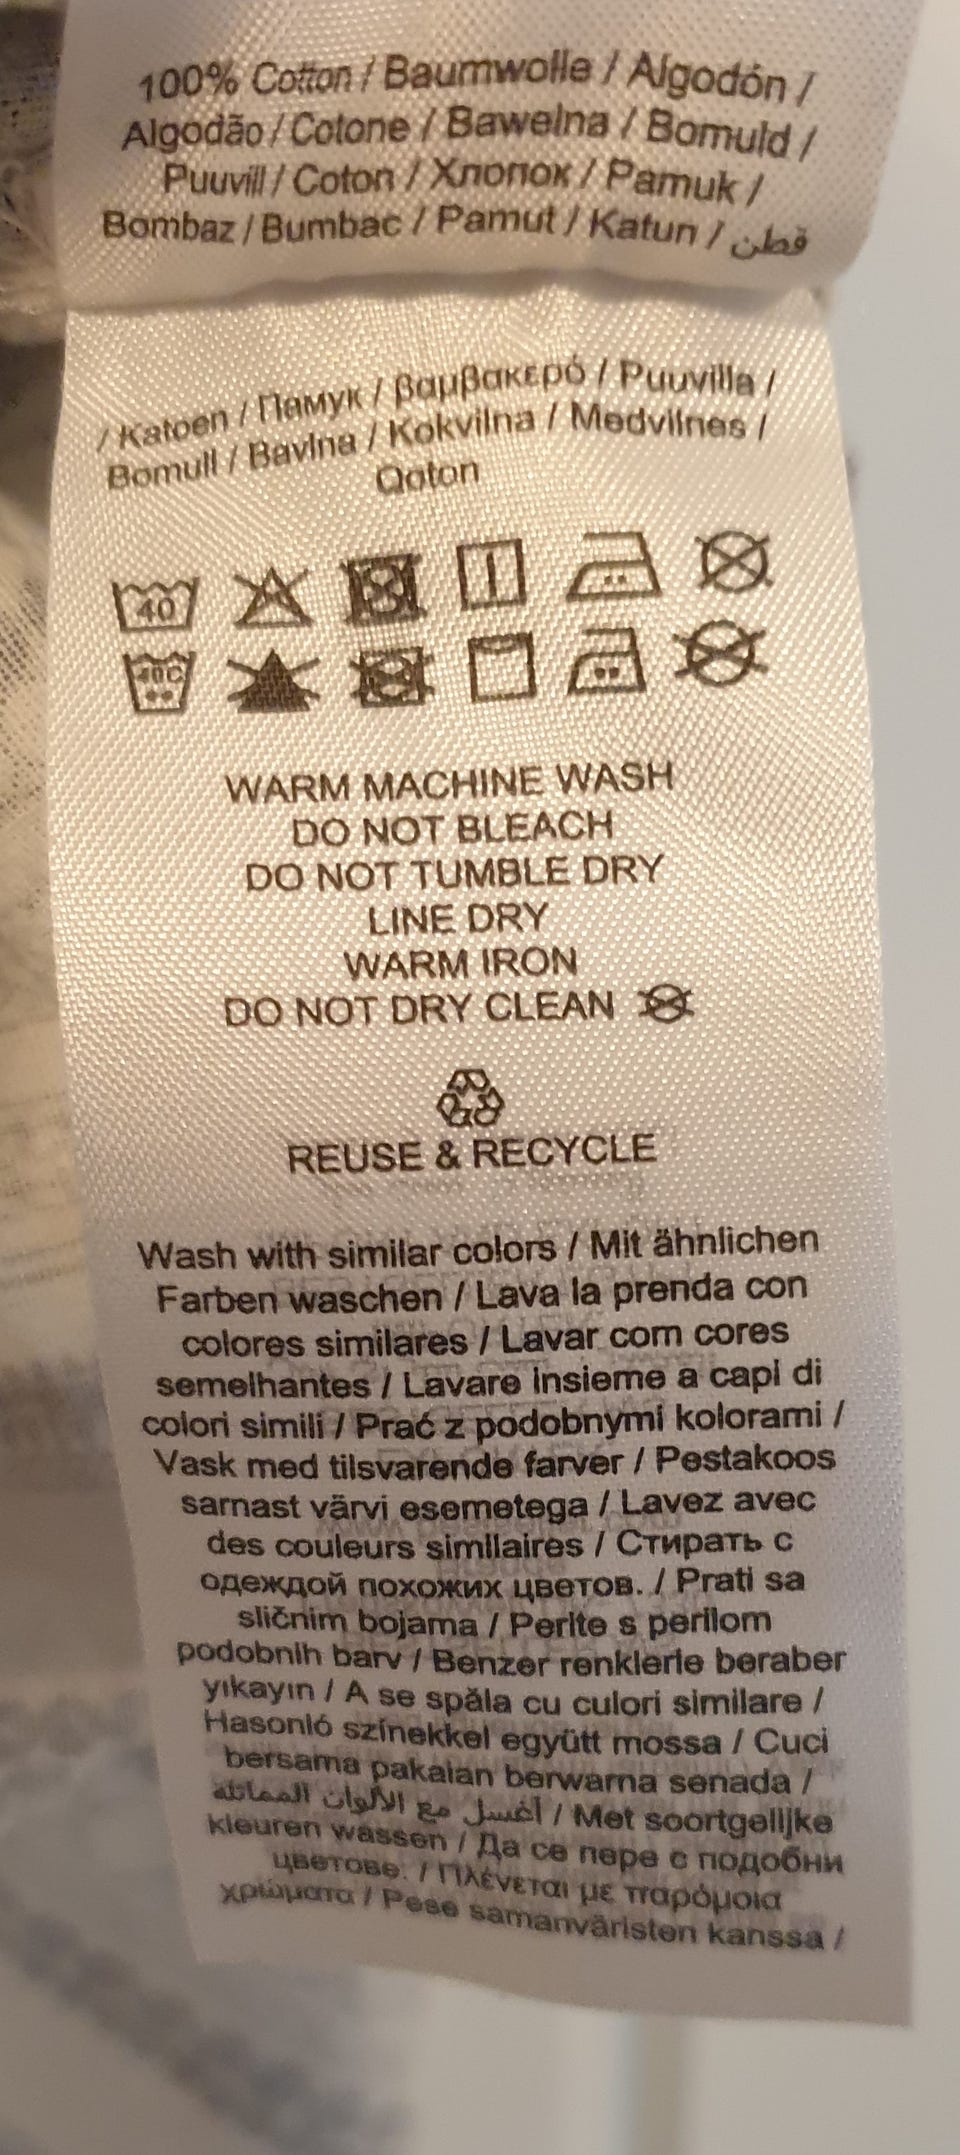 100% Cotton / Baumwolle / Algodón /
Algodão / Cotone / Bawełna / Bomuld /
Puuvill / Coton / Хлопок / Pamuk /
Bombaz / Bumbac / Pamut / Katun / قطن
/ Katoen / Памук / βαμβακερό / Puuvilla /
Bomull / Bavlna / Kokvilna / Medvilnes /
Qoton
40
40C
WARM MACHINE WASH
DO NOT BLEACH
DO NOT TUMBLE DRY
LINE DRY
WARM IRON
DO NOT DRY CLEAN
REUSE & RECYCLE
Wash with similar colors / Mit ähnlichen
Farben waschen / Lava la prenda con
colores similares / Lavar com cores
semelhantes / Lavare insieme a capi di
colori simili / Prać z podobnymi kolorami /
Vask med tilsvarende farver / Pestakoos
sarnast värvi esemetega / Lavez avec
des couleurs similaires / Стирать с
одеждой похожих цветов. / Prati sa
sličnim bojama / Perite s perilom
podobnih barv / Benzer renklerle beraber
yıkayın / A se spăla cu culori similare /
Hasonló színekkel együtt mossa / Cuci
bersama pakaian berwarna senada /
أغسل مع الألوان المماثلة / Met soortgelijke
kleuren wassen / Да се пере с подобни
цветове. / Πλένεται με παρόμοια
χρώματα / Pese samanväristen kanssa /